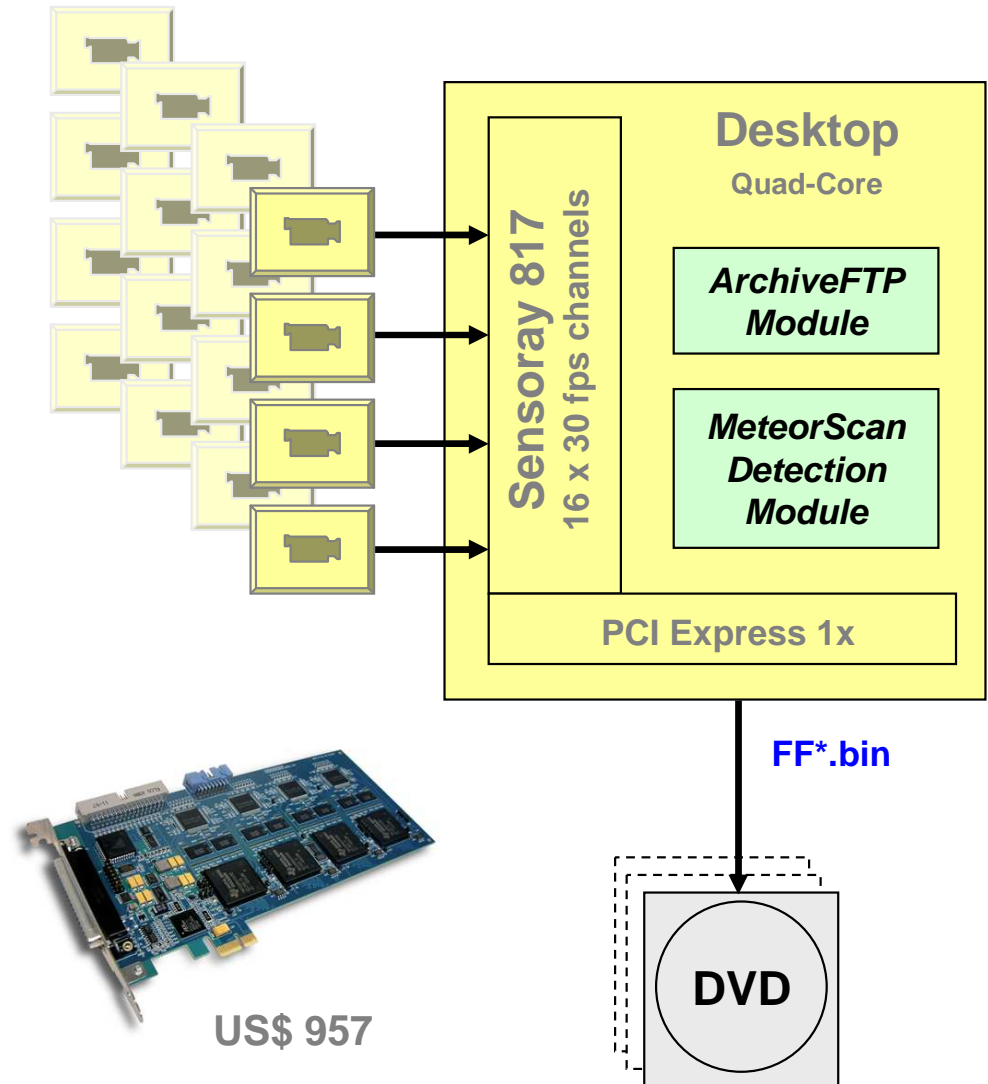 Desktop
Quad-Core
Sensoray 817
16 x 30 fps channels
ArchiveFTP
Module
MeteorScan
Detection
Module
PCI Express 1x
FF*.bin
DVD
US$ 957